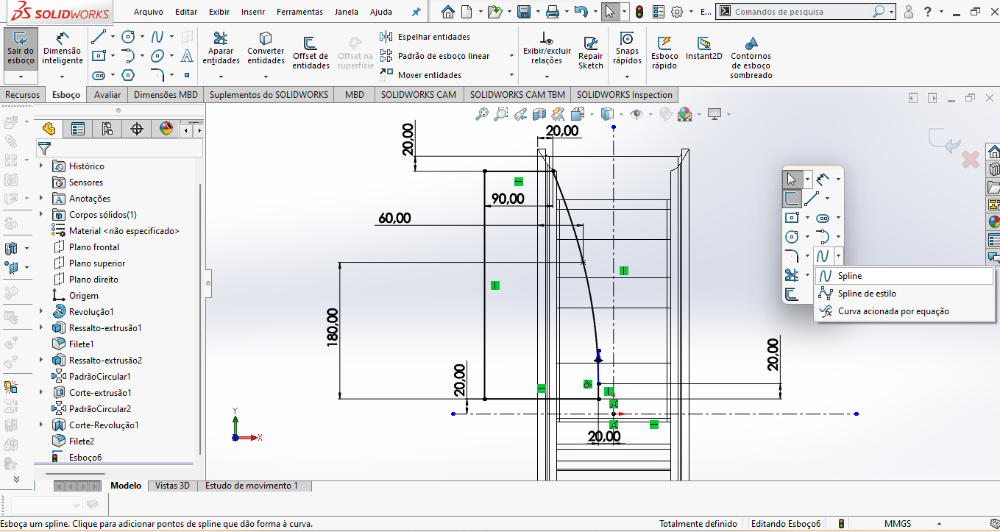 SOLIDWORKS
Arquivo Editar Exibir Inserir Ferramentas Janela Ajuda
E...
Comandos de pesquisa
Sair do esboço
Dimensão inteligente
Aparar entidades
Converter entidades
Offset de entidades
Offset na superfície
Espelhar entidades
Padrão de esboço linear
Mover entidades
Exibir/excluir relações
Repair Sketch
Snaps rápidos
Esboço rápido
Instant2D
Contornos de esboço sombreado
Recursos Esboço Avaliar Dimensões MBD Suplementos do SOLIDWORKS MBD SOLIDWORKS CAM SOLIDWORKS CAM TBM SOLIDWORKS Inspection
Histórico
Sensores
Anotações
Corpos sólidos(1)
Material <não especificado>
Plano frontal
Plano superior
Plano direito
Origem
Revolução1
Ressalto-extrusão1
Filete1
Ressalto-extrusão2
PadrãoCircular1
Corte-extrusão1
PadrãoCircular2
Corte-Revolução1
Filete2
Esboço6
20,00
20,00
90,00
60,00
180,00
20,00
20,00
20,00
Y
X
Spline
Spline de estilo
Curva acionada por equação
Modelo Vistas 3D Estudo de movimento 1
Esboça um spline. Clique para adicionar pontos de spline que dão forma à curva.
Totalmente definido Editando Esboço6 MMGS